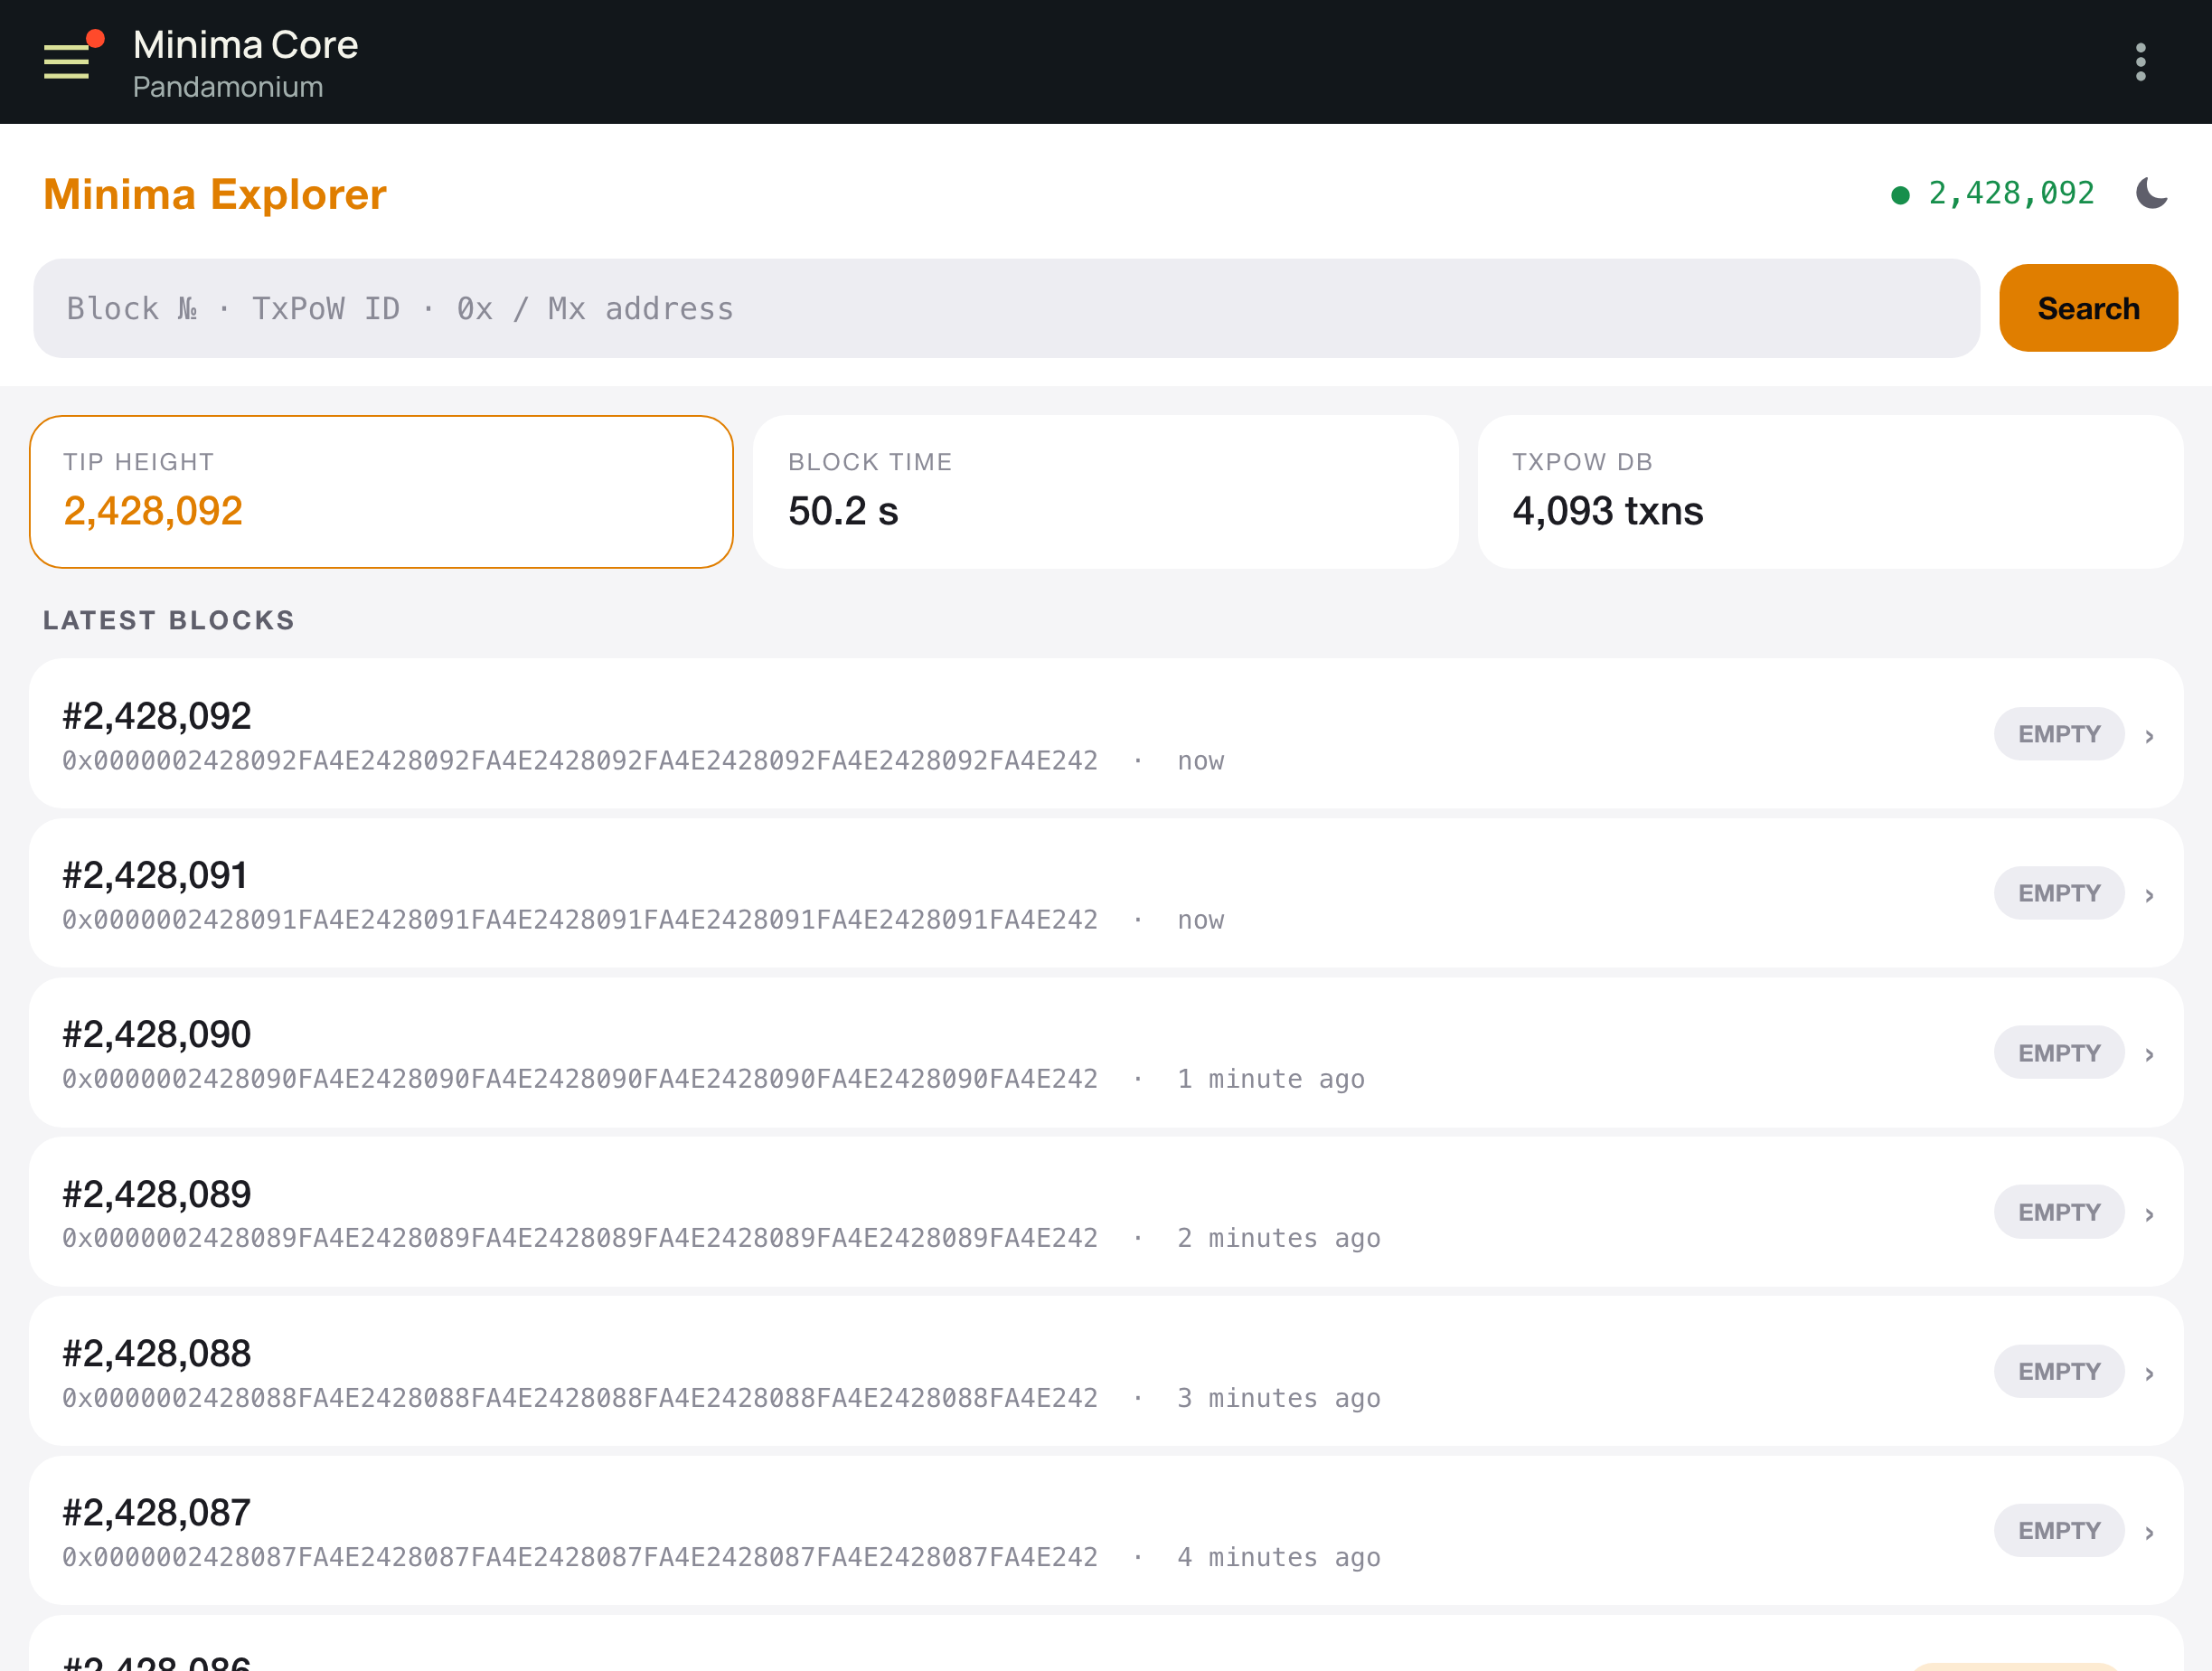 Minima Core
Pandamonium
Minima Explorer
2,428,092
Block № · TxPoW ID · 0x / Mx address
Search
TIP HEIGHT
2,428,092
BLOCK TIME
50.2 s
TXPOW DB
4,093 txns
LATEST BLOCKS
#2,428,092
0x0000002428092FA4E2428092FA4E2428092FA4E2428092FA4E2428092FA4E242 · now
EMPTY ›
#2,428,091
0x0000002428091FA4E2428091FA4E2428091FA4E2428091FA4E2428091FA4E242 · now
EMPTY ›
#2,428,090
0x0000002428090FA4E2428090FA4E2428090FA4E2428090FA4E2428090FA4E242 · 1 minute ago
EMPTY ›
#2,428,089
0x0000002428089FA4E2428089FA4E2428089FA4E2428089FA4E2428089FA4E242 · 2 minutes ago
EMPTY ›
#2,428,088
0x0000002428088FA4E2428088FA4E2428088FA4E2428088FA4E2428088FA4E242 · 3 minutes ago
EMPTY ›
#2,428,087
0x0000002428087FA4E2428087FA4E2428087FA4E2428087FA4E2428087FA4E242 · 4 minutes ago
EMPTY ›
#2,428,086